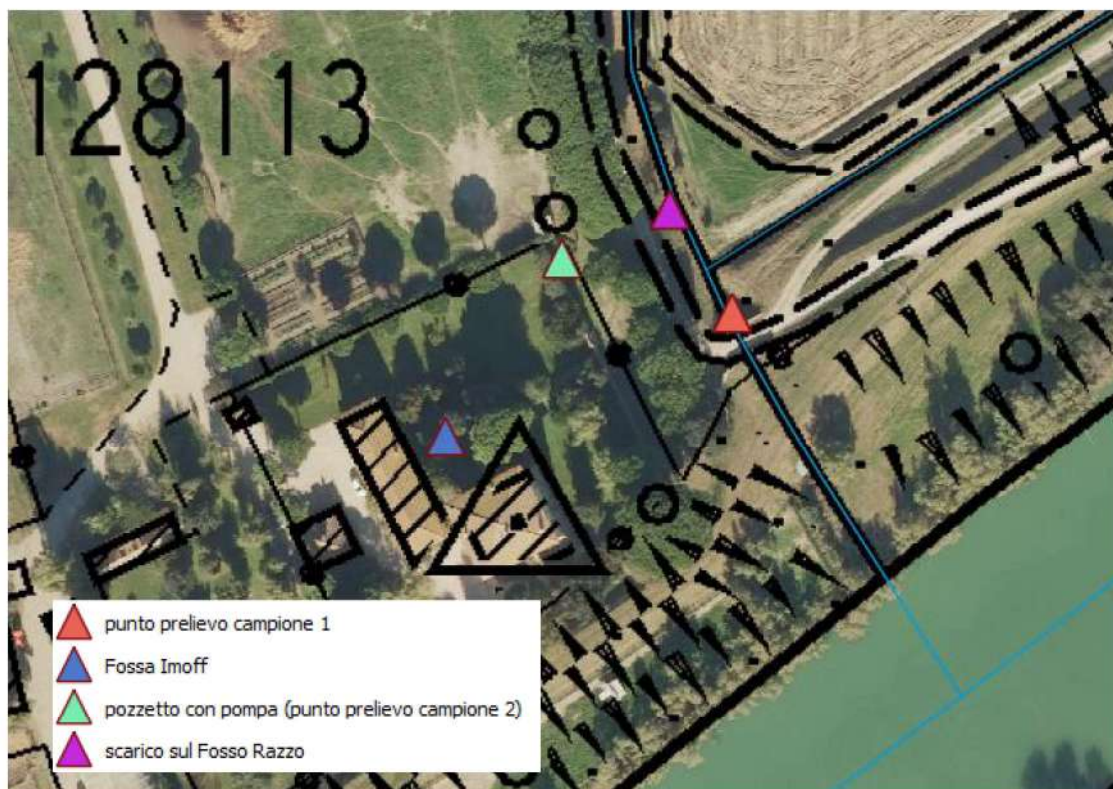 128113
punto prelievo campione 1
Fossa Imoff
pozzetto con pompa (punto prelievo campione 2)
scarico sul Fosso Razzo